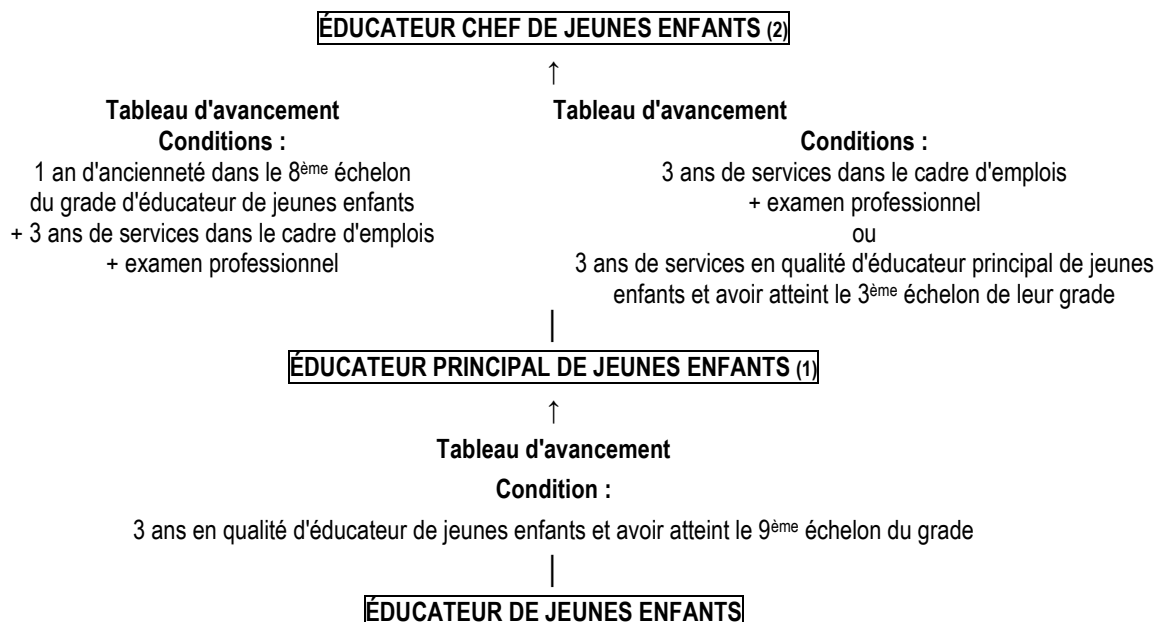 ÉDUCATEUR CHEF DE JEUNES ENFANTS (2)
↑
Tableau d'avancement
Conditions :
1 an d'ancienneté dans le 8ème échelon
du grade d'éducateur de jeunes enfants
+ 3 ans de services dans le cadre d'emplois
+ examen professionnel
Tableau d'avancement
Conditions :
3 ans de services dans le cadre d'emplois
+ examen professionnel
ou
3 ans de services en qualité d'éducateur principal de jeunes
enfants et avoir atteint le 3ème échelon de leur grade
|
ÉDUCATEUR PRINCIPAL DE JEUNES ENFANTS (1)
↑
Tableau d'avancement
Condition :
3 ans en qualité d'éducateur de jeunes enfants et avoir atteint le 9ème échelon du grade
|
ÉDUCATEUR DE JEUNES ENFANTS